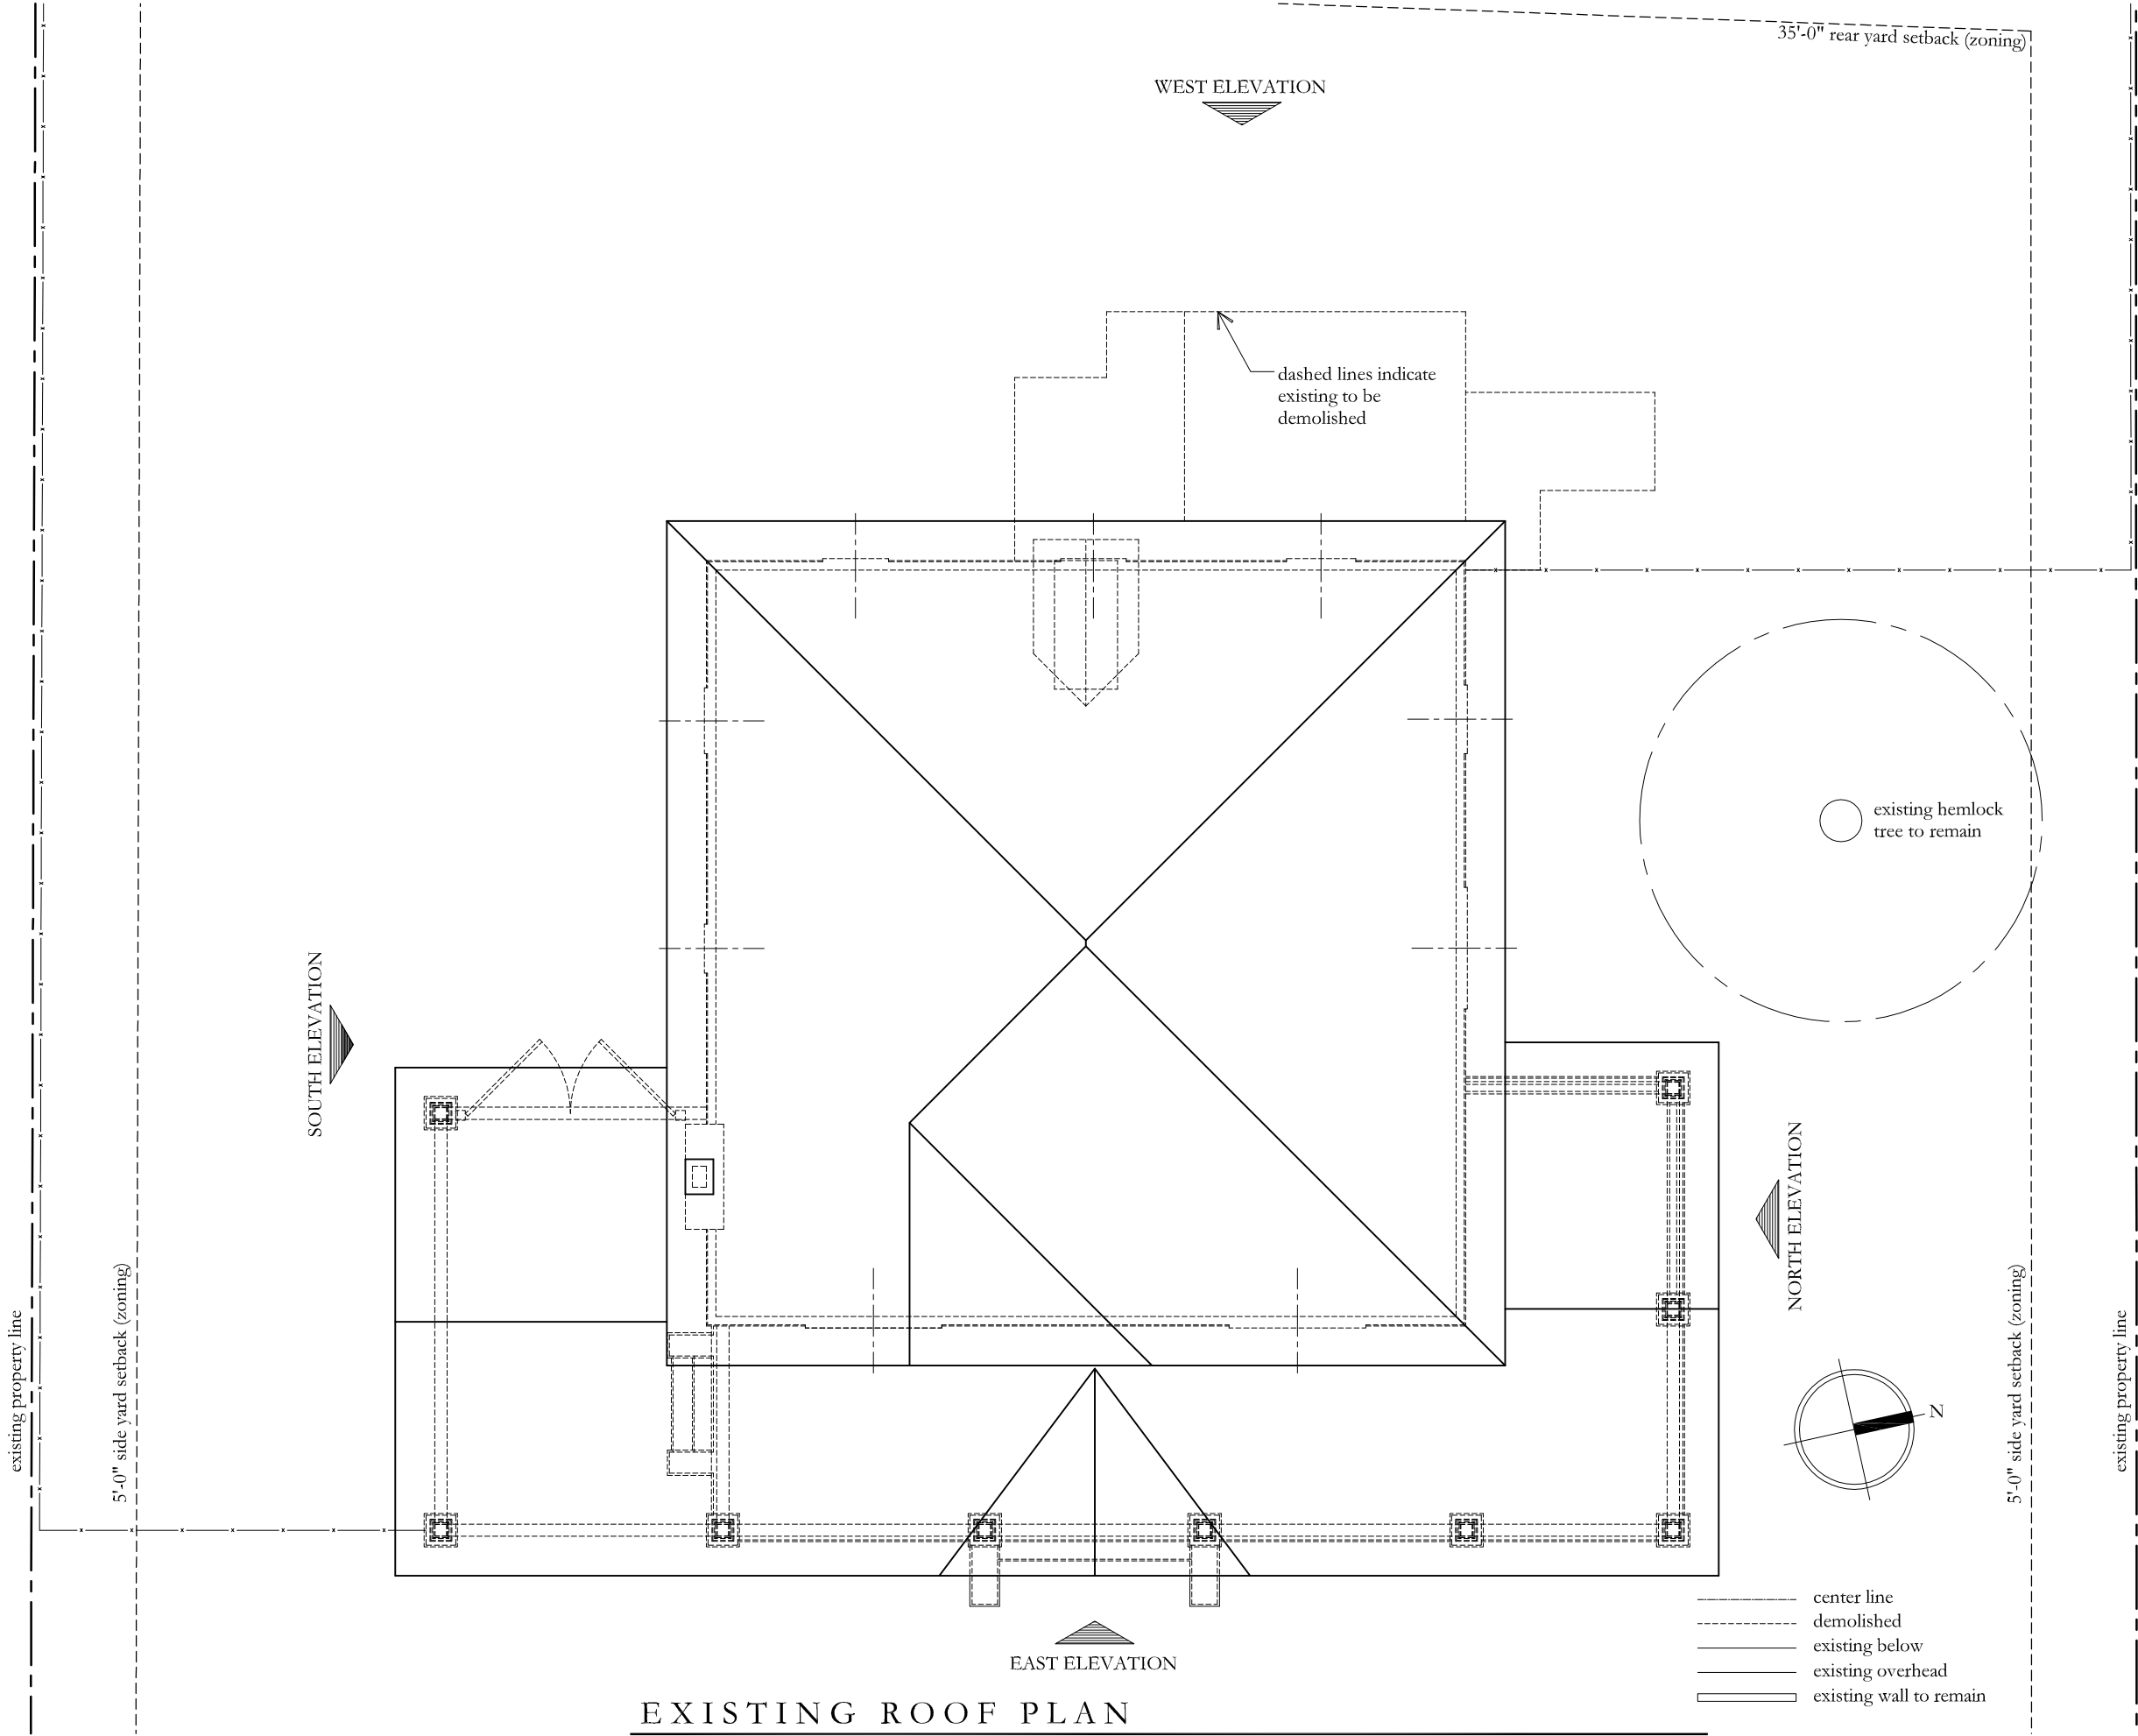 35'-0" rear yard setback (zoning)
WEST ELEVATION
dashed lines indicate
existing to be
demolished
existing hemlock
tree to remain
SOUTH ELEVATION
NORTH ELEVATION
existing property line
5'-0" side yard setback (zoning)
5'-0" side yard setback (zoning)
existing property line
N
center line
demolished
existing below
existing overhead
existing wall to remain
EAST ELEVATION
EXISTING ROOF PLAN